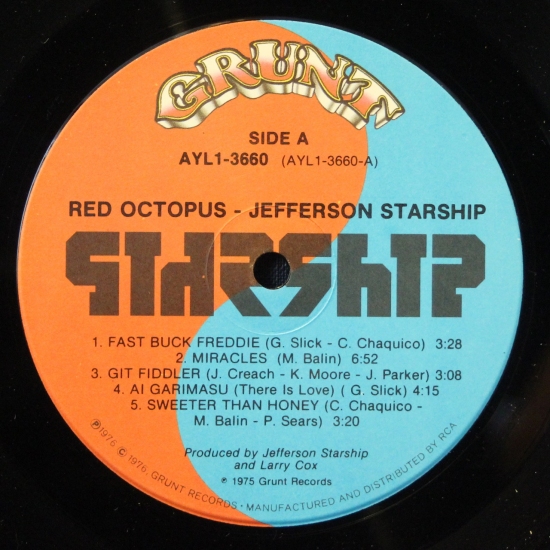 GRUNT
SIDE A
AYL1-3660 (AYL1-3660-A)
RED OCTOPUS - JEFFERSON STARSHIP
STARSHIP
1. FAST BUCK FREDDIE (G. Slick - C. Chaquico) 3:28
2. MIRACLES (M. Balin) 6:52
3. GIT FIDDLER (J. Creach - K. Moore - J. Parker) 3:08
4. AI GARIMASU (There Is Love) ( G. Slick) 4:15
5. SWEETER THAN HONEY (C. Chaquico -
M. Balin - P. Sears) 3:20
Produced by Jefferson Starship
and Larry Cox
℗ 1975 Grunt Records
℗1976 © 1976, GRUNT RECORDS • MANUFACTURED AND DISTRIBUTED BY RCA